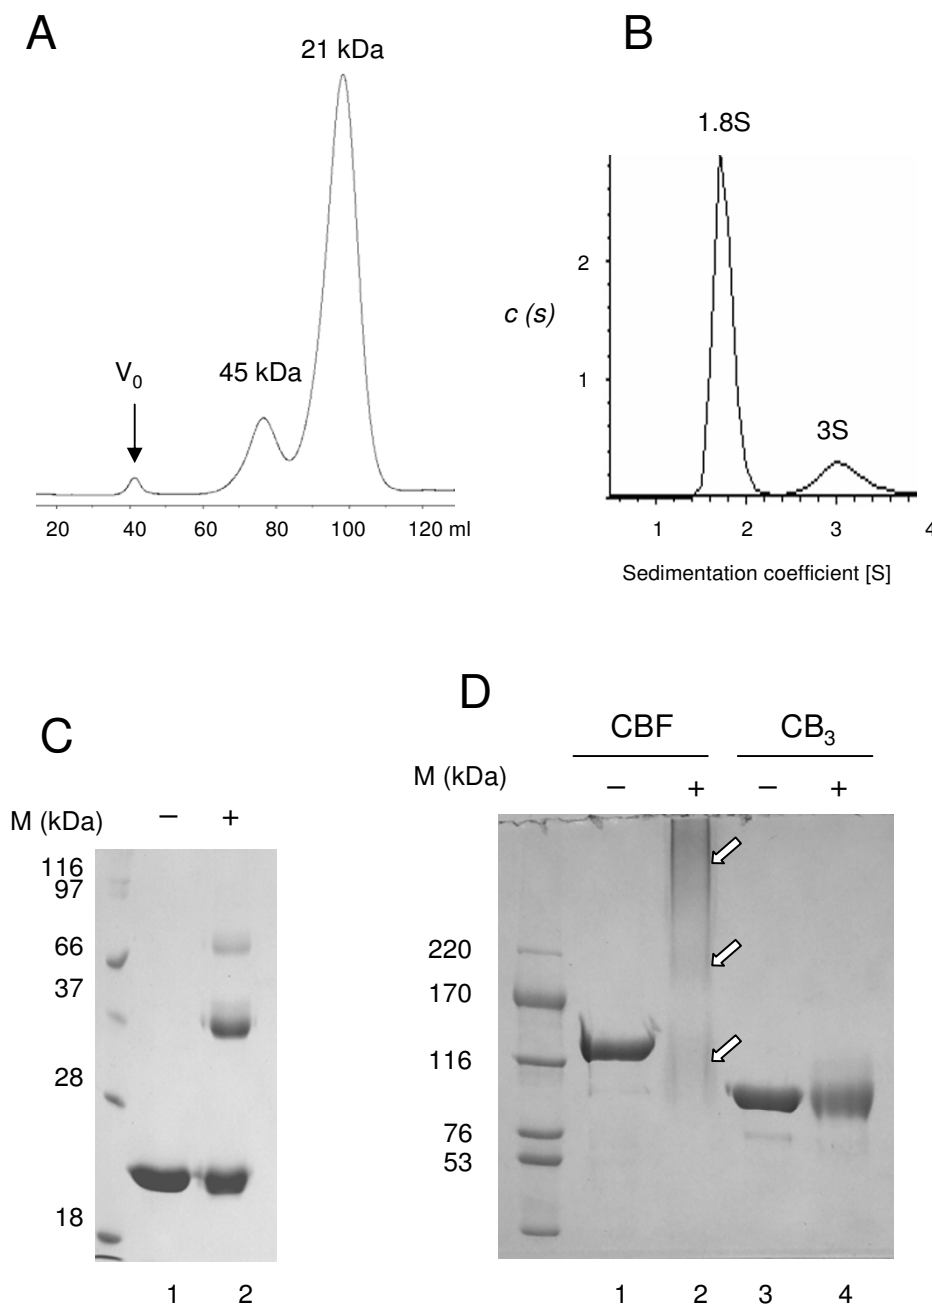 A
21 kDa
45 kDa
V₀
20 40 60 80 100 120 ml
B
1.8S
3S
2
1
c (s)
1 2 3 4
Sedimentation coefficient [S]
C
M (kDa) – +
116
97
66
37
28
18
1 2
D
CBF CB₃
M (kDa) – + – +
220
170
116
76
53
1 2 3 4